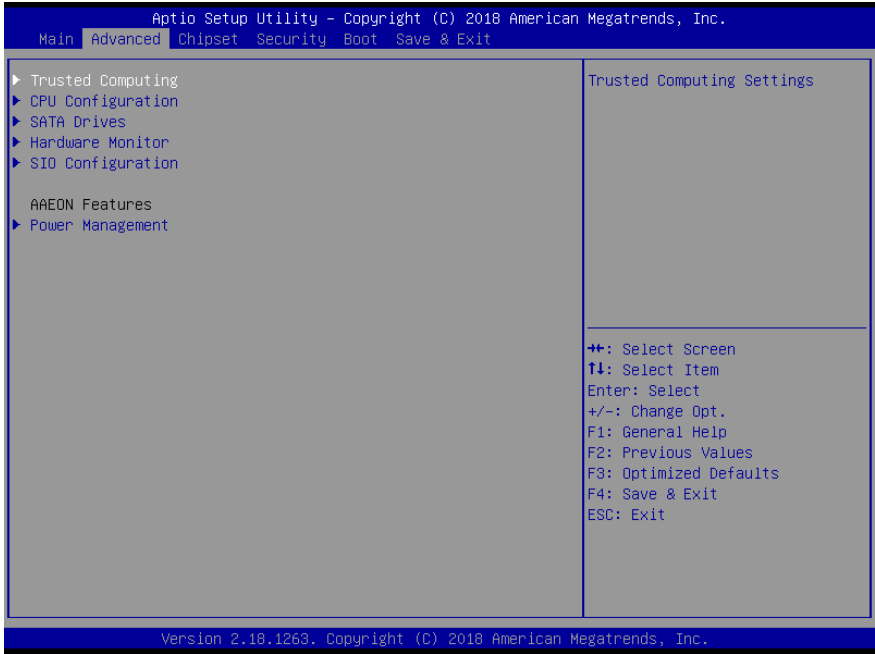 Aptio Setup Utility – Copyright (C) 2018 American Megatrends, Inc.
Main Advanced Chipset Security Boot Save & Exit
Trusted Computing
CPU Configuration
SATA Drives
Hardware Monitor
SIO Configuration
AAEON Features
Power Management
Trusted Computing Settings
→←: Select Screen
↑↓: Select Item
Enter: Select
+/-: Change Opt.
F1: General Help
F2: Previous Values
F3: Optimized Defaults
F4: Save & Exit
ESC: Exit
Version 2.18.1263. Copyright (C) 2018 American Megatrends, Inc.